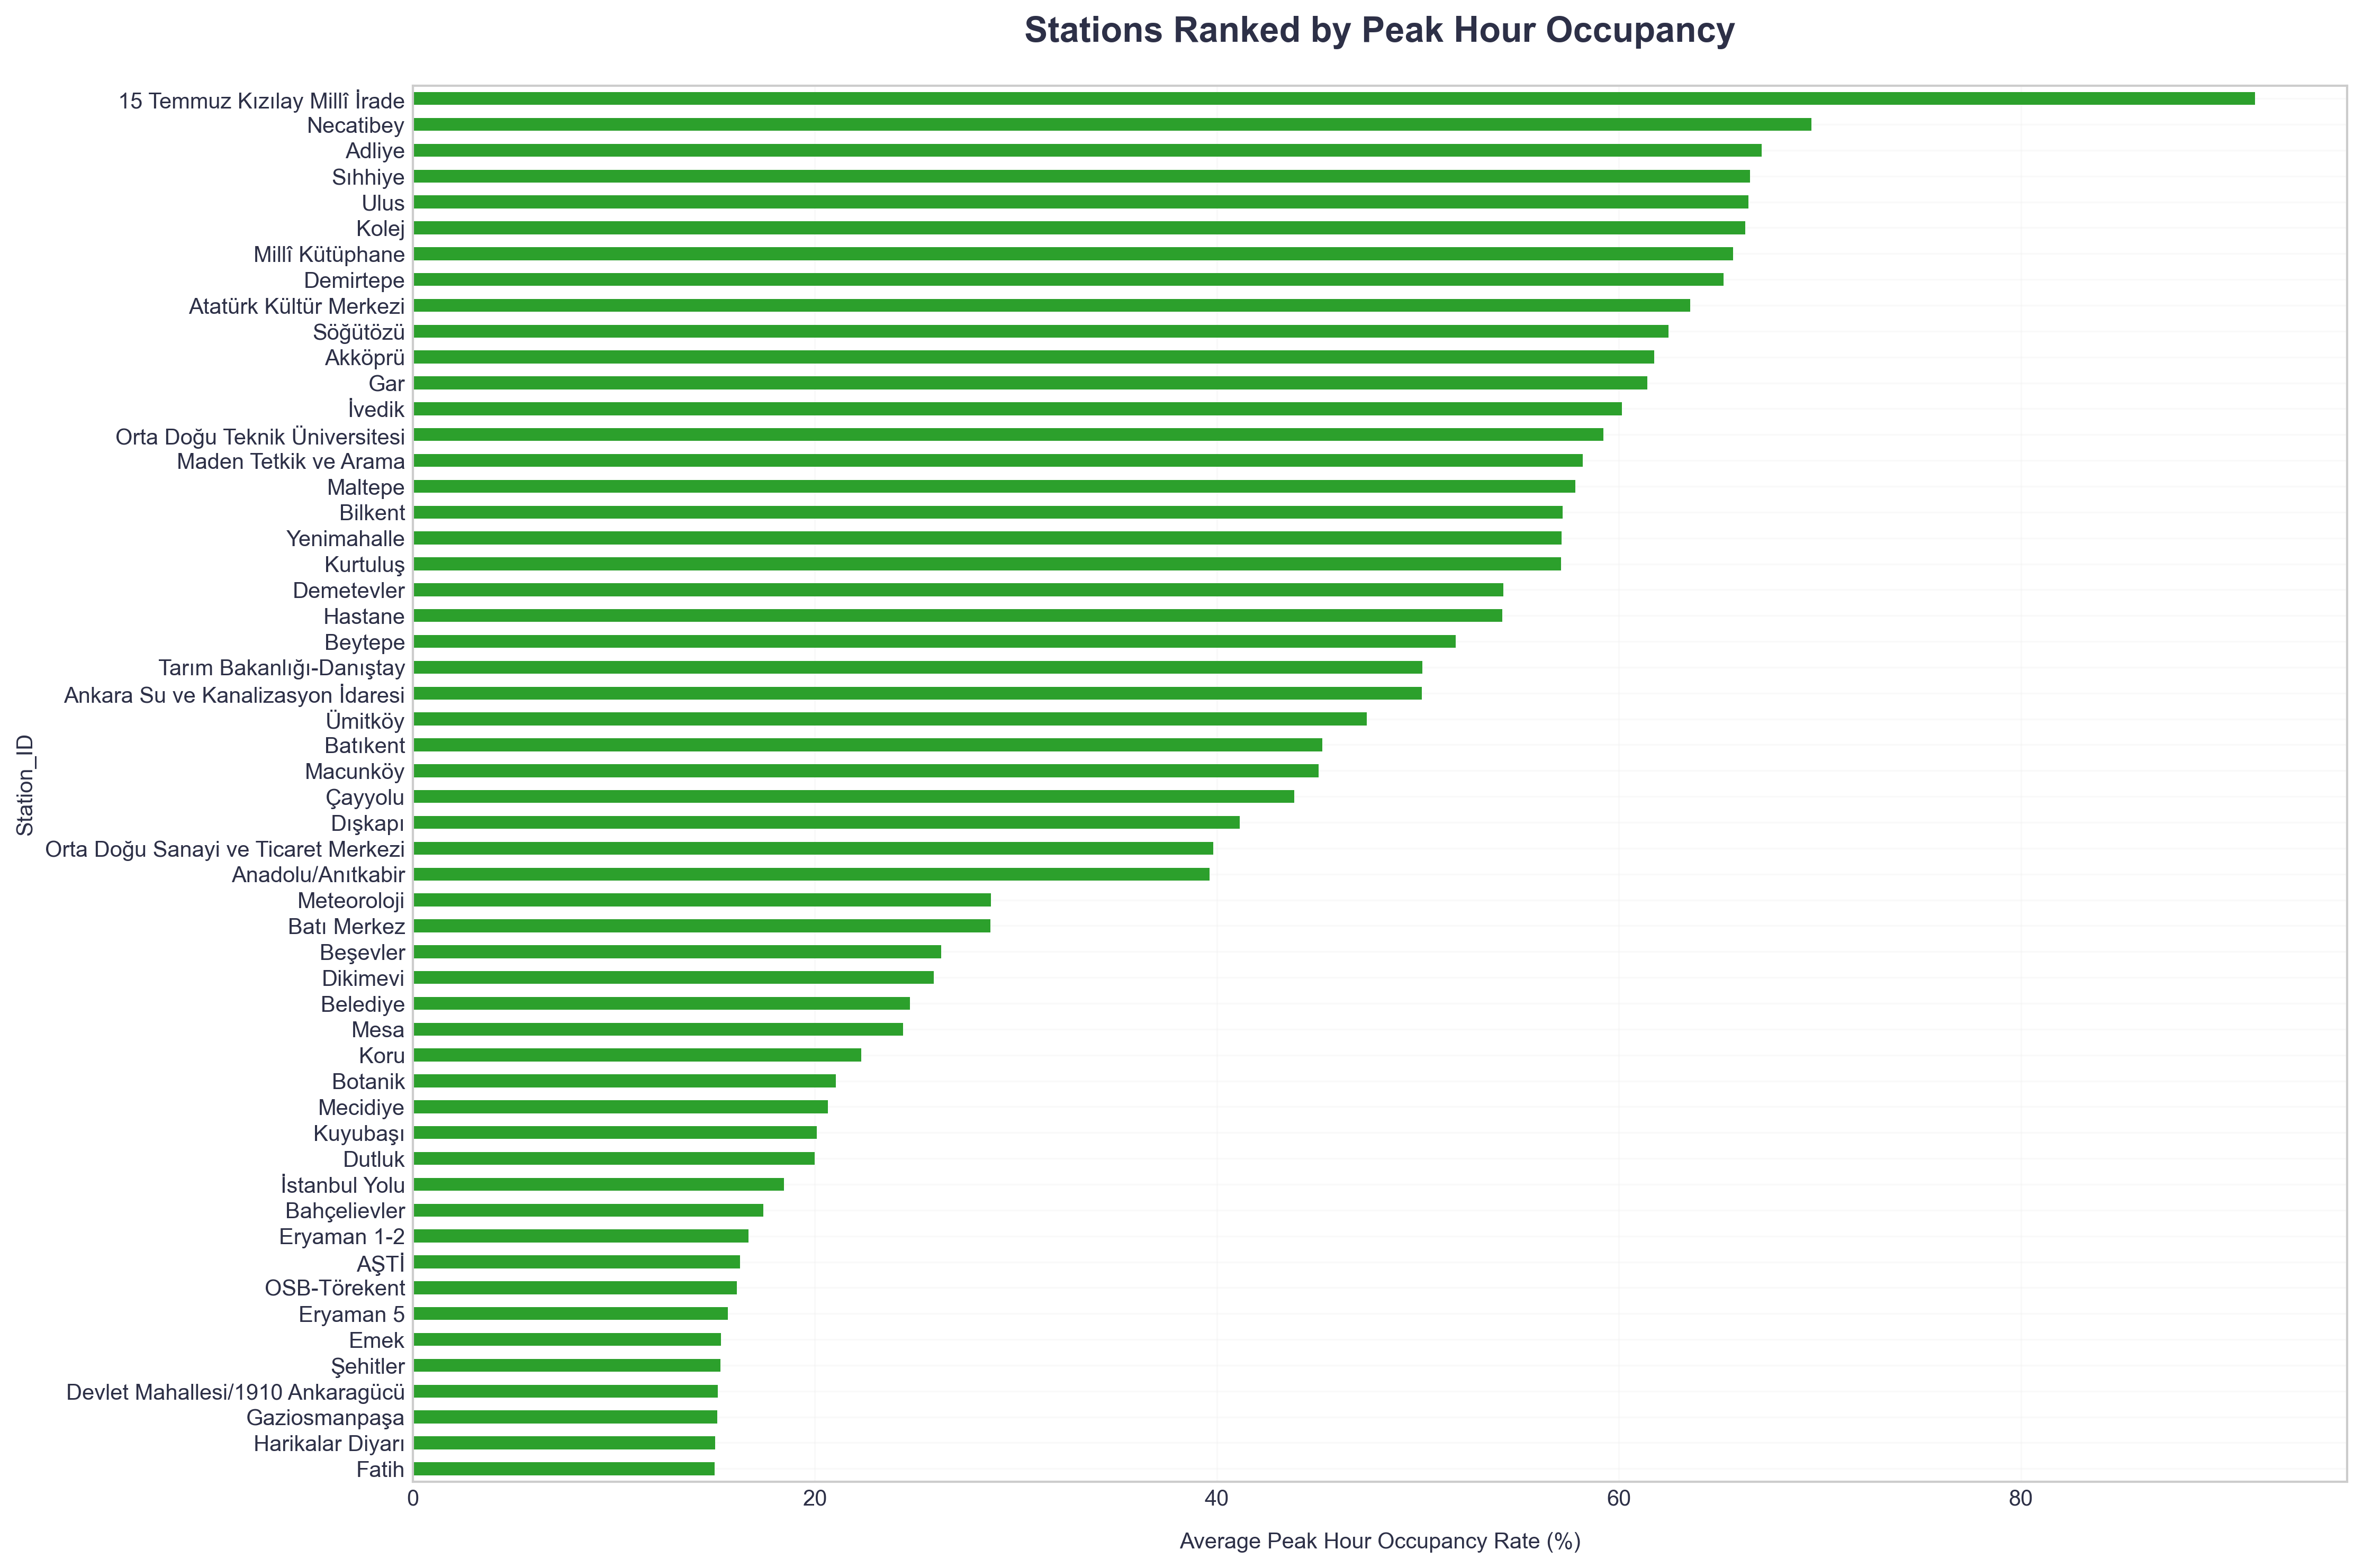 Stations Ranked by Peak Hour Occupancy
15 Temmuz Kızılay Millî İrade
Necatibey
Adliye
Sıhhiye
Ulus
Kolej
Millî Kütüphane
Demirtepe
Atatürk Kültür Merkezi
Söğütözü
Akköprü
Gar
İvedik
Orta Doğu Teknik Üniversitesi
Maden Tetkik ve Arama
Maltepe
Bilkent
Yenimahalle
Kurtuluş
Demetevler
Hastane
Beytepe
Tarım Bakanlığı-Danıştay
Ankara Su ve Kanalizasyon İdaresi
Ümitköy
Batıkent
Macunköy
Çayyolu
Dışkapı
Orta Doğu Sanayi ve Ticaret Merkezi
Anadolu/Anıtkabir
Meteoroloji
Batı Merkez
Beşevler
Dikimevi
Belediye
Mesa
Koru
Botanik
Mecidiye
Kuyubaşı
Dutluk
İstanbul Yolu
Bahçelievler
Eryaman 1-2
AŞTİ
OSB-Törekent
Eryaman 5
Emek
Şehitler
Devlet Mahallesi/1910 Ankaragücü
Gaziosmanpaşa
Harikalar Diyarı
Fatih
Station_ID
0 20 40 60 80
Average Peak Hour Occupancy Rate (%)